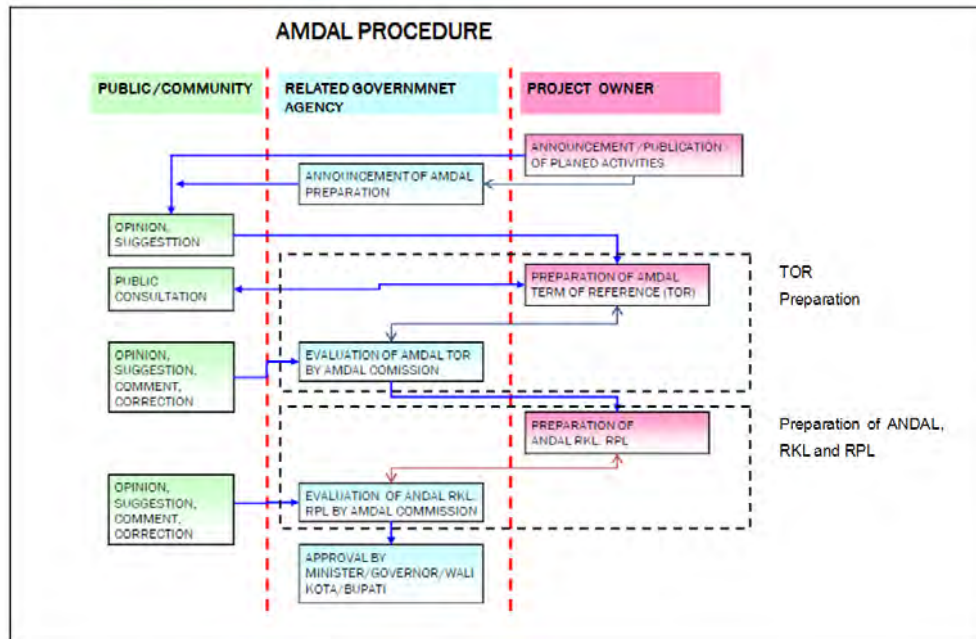 AMDAL PROCEDURE
PUBLIC/COMMUNITY
RELATED GOVERNMNET
AGENCY
PROJECT OWNER
ANNOUNCEMENT/PUBLICATION
OF PLANED ACTIVITIES
ANNOUNCEMENT OF AMDAL
PREPARATION
OPINION,
SUGGESTTION
PUBLIC
CONSULTATION
PREPARATION OF AMDAL
TERM OF REFERENCE (TOR)
TOR
Preparation
OPINION,
SUGGESTION,
COMMENT,
CORRECTION
EVALUATION OF AMDAL TOR
BY AMDAL COMISSION
PREPARATION OF
ANDAL RKL. RPL
Preparation of ANDAL,
RKL and RPL
OPINION,
SUGGESTION,
COMMENT,
CORRECTION
EVALUATION OF ANDAL RKL.
RPL BY AMDAL COMMISSION
APPROVAL BY
MINISTER/GOVERNOR/WALI
KOTA/BUPATI